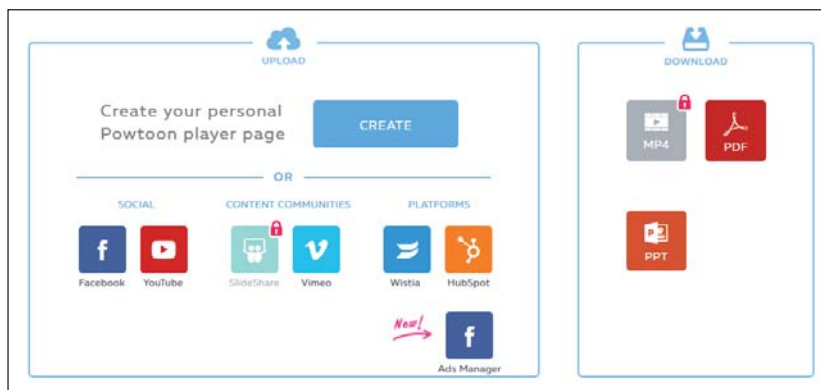 UPLOAD
Create your personal
Powtoon player page
CREATE
OR
SOCIAL
CONTENT COMMUNITIES
PLATFORMS
f
Facebook
YouTube
SlideShare
Vimeo
Wistia
HubSpot
New!
f
Ads Manager
DOWNLOAD
MP4
PDF
P
PPT